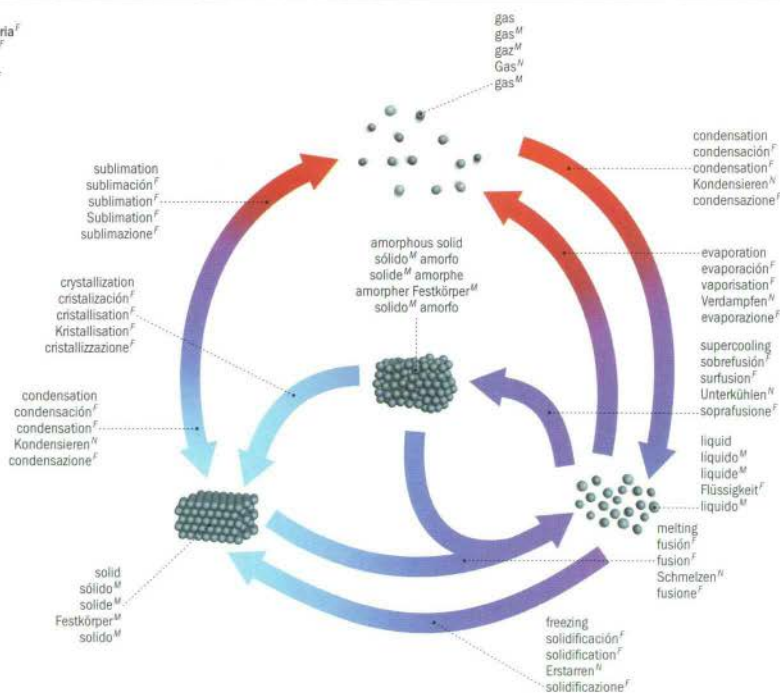 ria F
F
F
gas
gas M
gaz M
Gas N
gas M
condensation
condensación F
condensation F
Kondensieren N
condensazione F
sublimation
sublimación F
sublimation F
Sublimation F
sublimazione F
amorphous solid
sólido M amorfo
solide M amorphe
amorpher Festkörper M
solido M amorfo
evaporation
evaporación F
vaporisation F
Verdampfen N
evaporazione F
crystallization
cristalización F
cristallisation F
Kristallisation F
cristallizzazione F
supercooling
sobrefusión F
surfusion F
Unterkühlen N
soprafusione F
condensation
condensación F
condensation F
Kondensieren N
condensazione F
liquid
líquido M
liquide M
Flüssigkeit F
liquido M
melting
fusión F
fusion F
Schmelzen N
fusione F
solid
sólido M
solide M
Festkörper M
solido M
freezing
solidificación F
solidification F
Erstarren N
solidificazione F